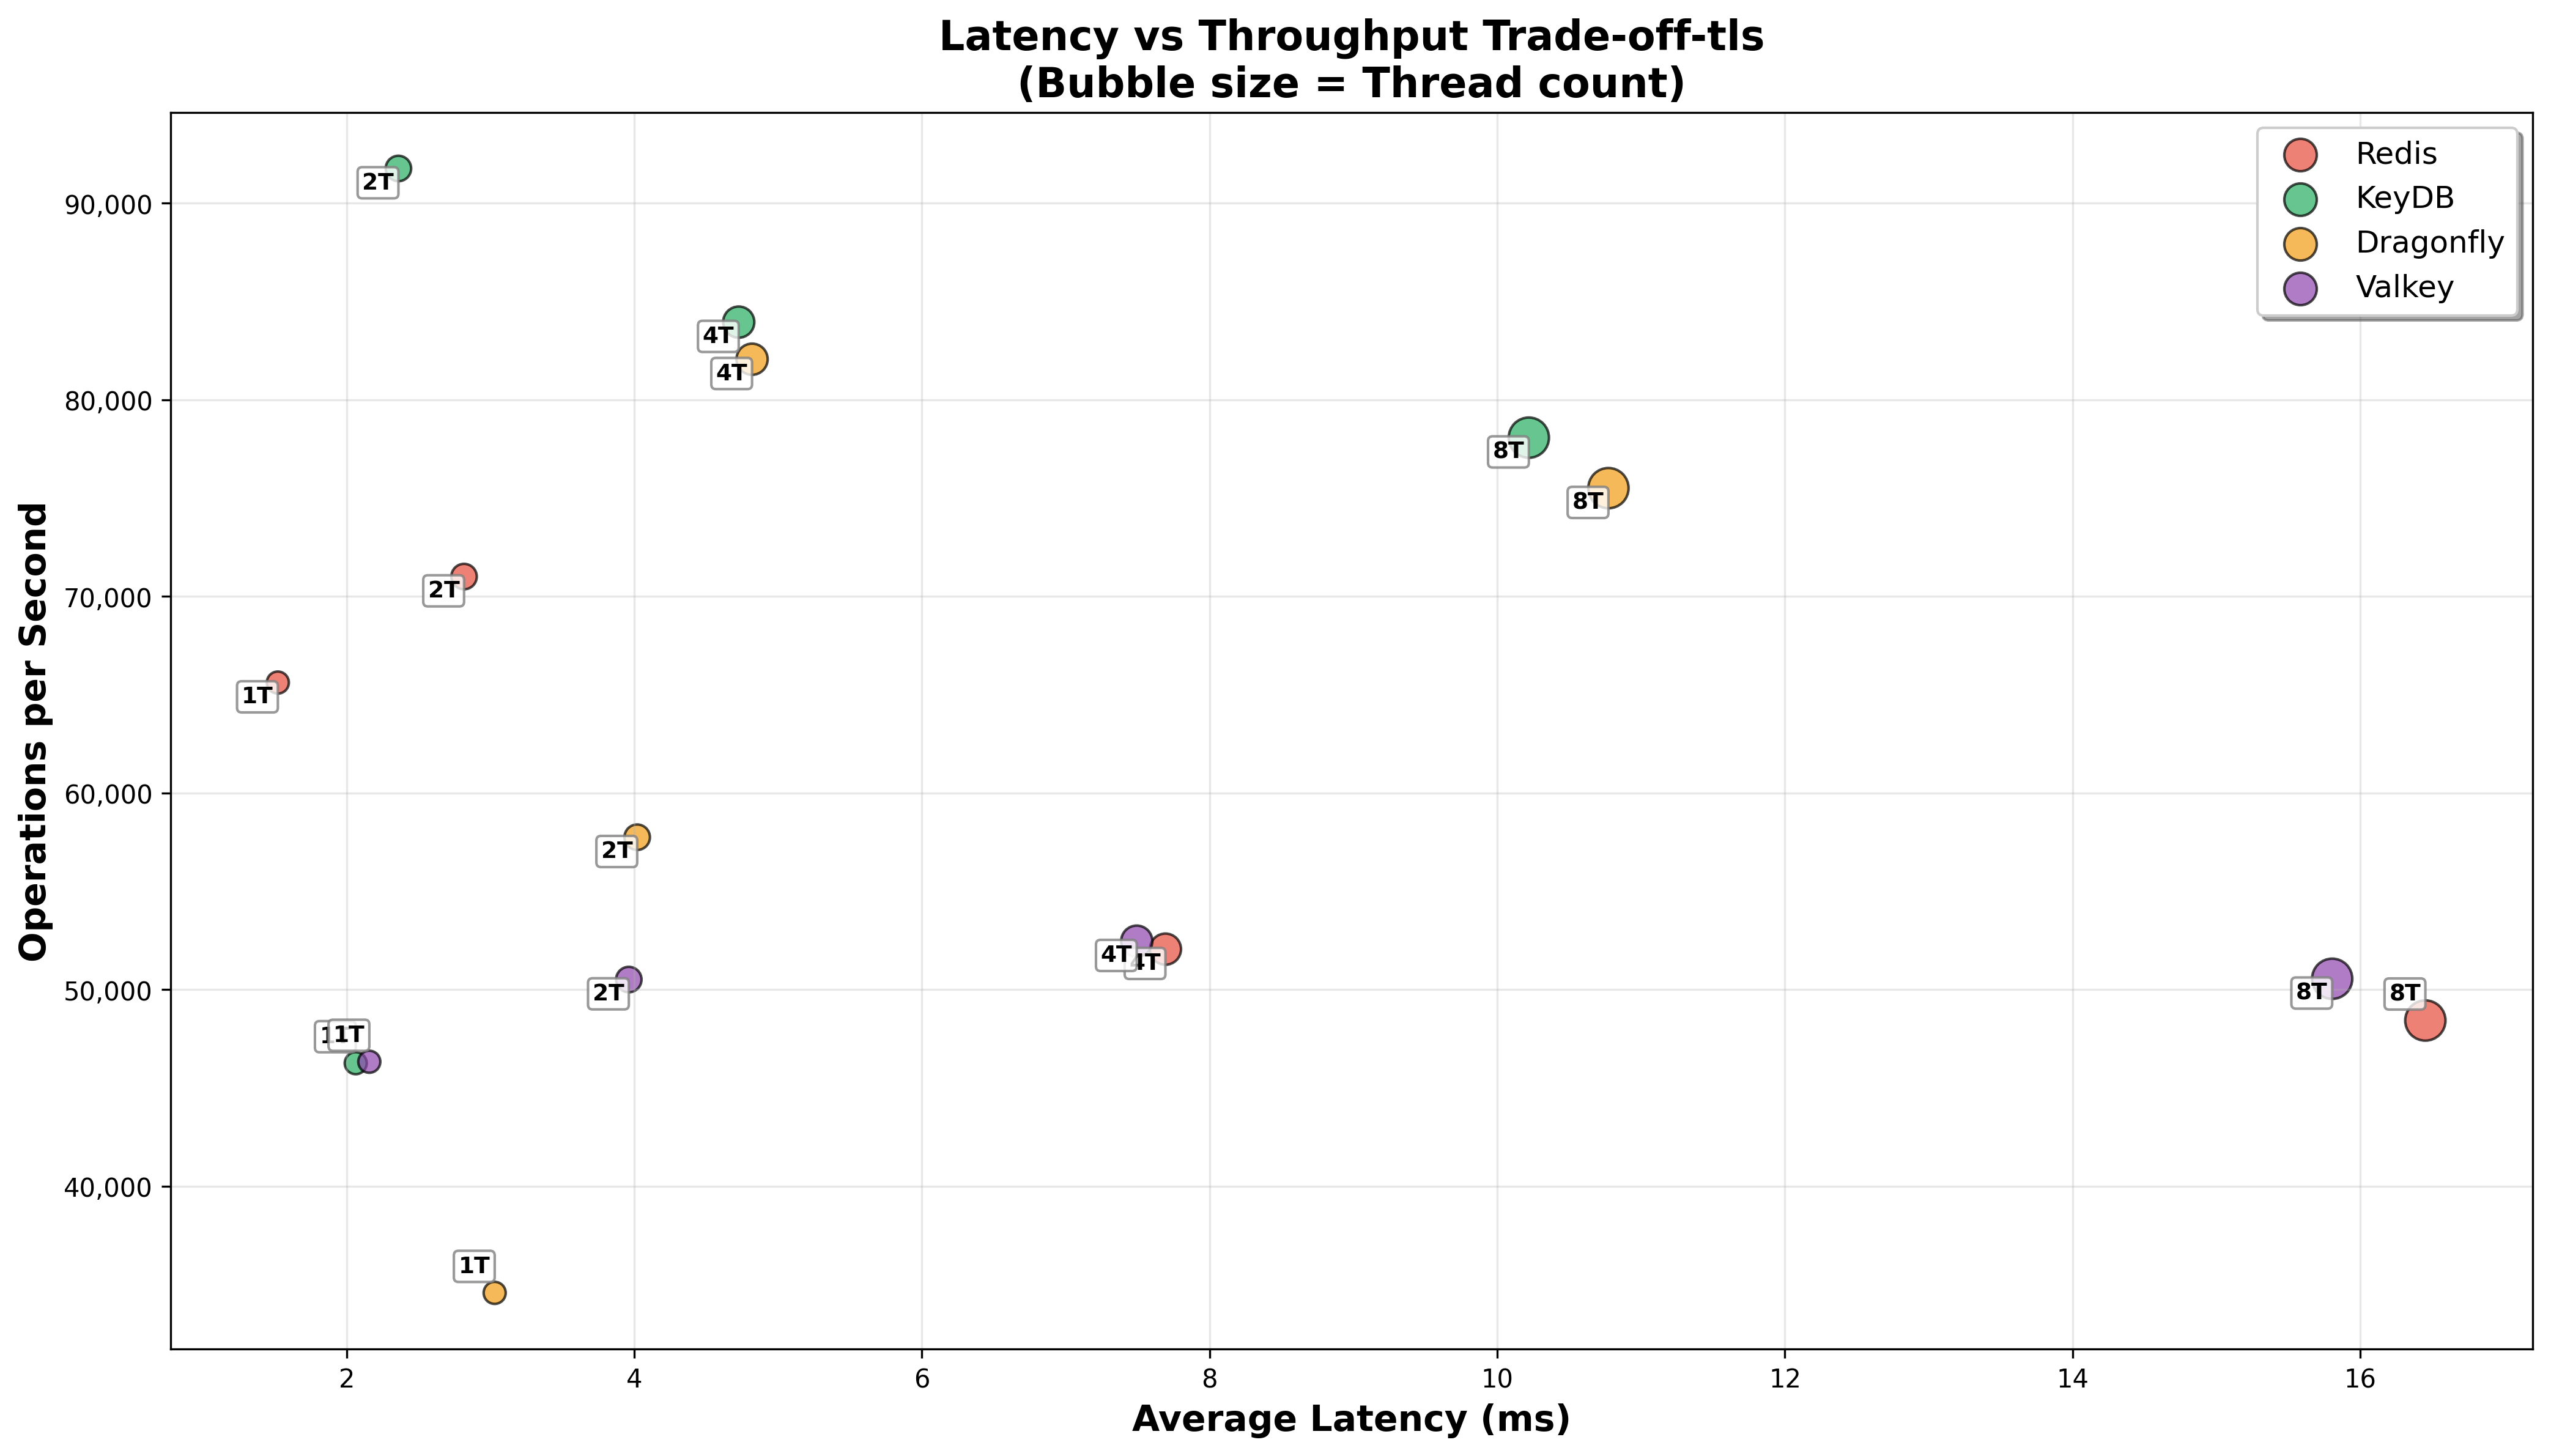 Latency vs Throughput Trade-off-tls
(Bubble size = Thread count)
Redis
KeyDB
Dragonfly
Valkey
Operations per Second
90,000
80,000
70,000
60,000
50,000
40,000
2T
4T
4T
8T
8T
2T
1T
2T
4T
4T
2T
8T
8T
1T
1T
2
4
6
8
10
12
14
16
Average Latency (ms)